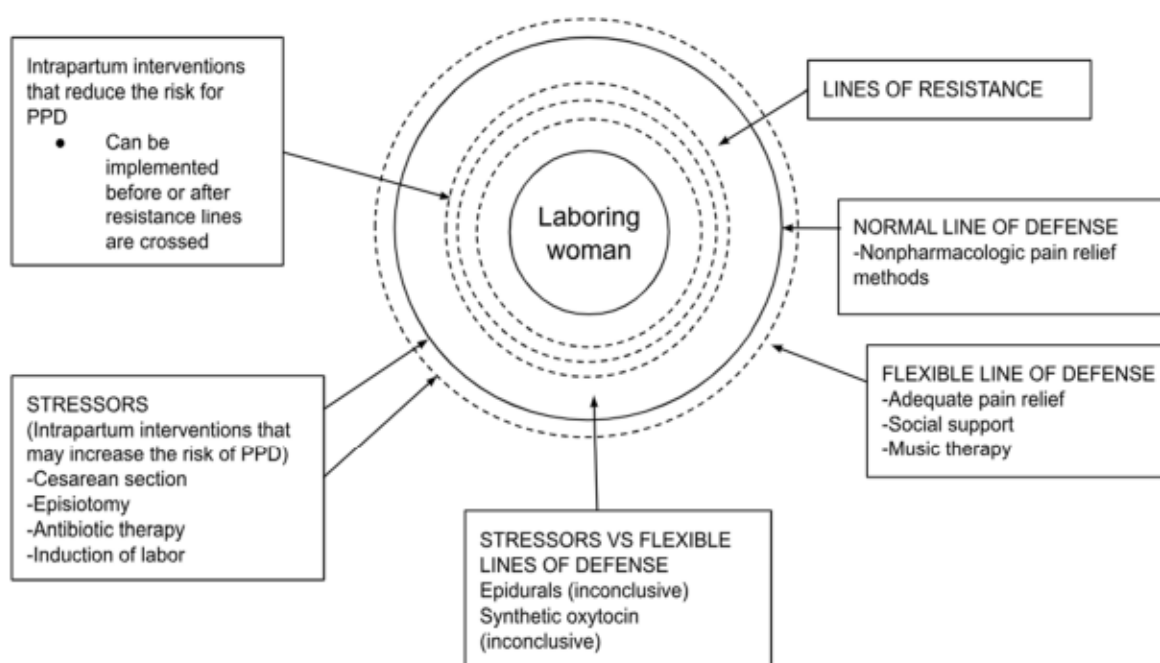 Intrapartum interventions
that reduce the risk for
PPD
● Can be
implemented
before or after
resistance lines
are crossed
LINES OF RESISTANCE
Laboring
woman
NORMAL LINE OF DEFENSE
-Nonpharmacologic pain relief
methods
FLEXIBLE LINE OF DEFENSE
-Adequate pain relief
-Social support
-Music therapy
STRESSORS
(Intrapartum interventions that
may increase the risk of PPD)
-Cesarean section
-Episiotomy
-Antibiotic therapy
-Induction of labor
STRESSORS VS FLEXIBLE
LINES OF DEFENSE
Epidurals (inconclusive)
Synthetic oxytocin
(inconclusive)